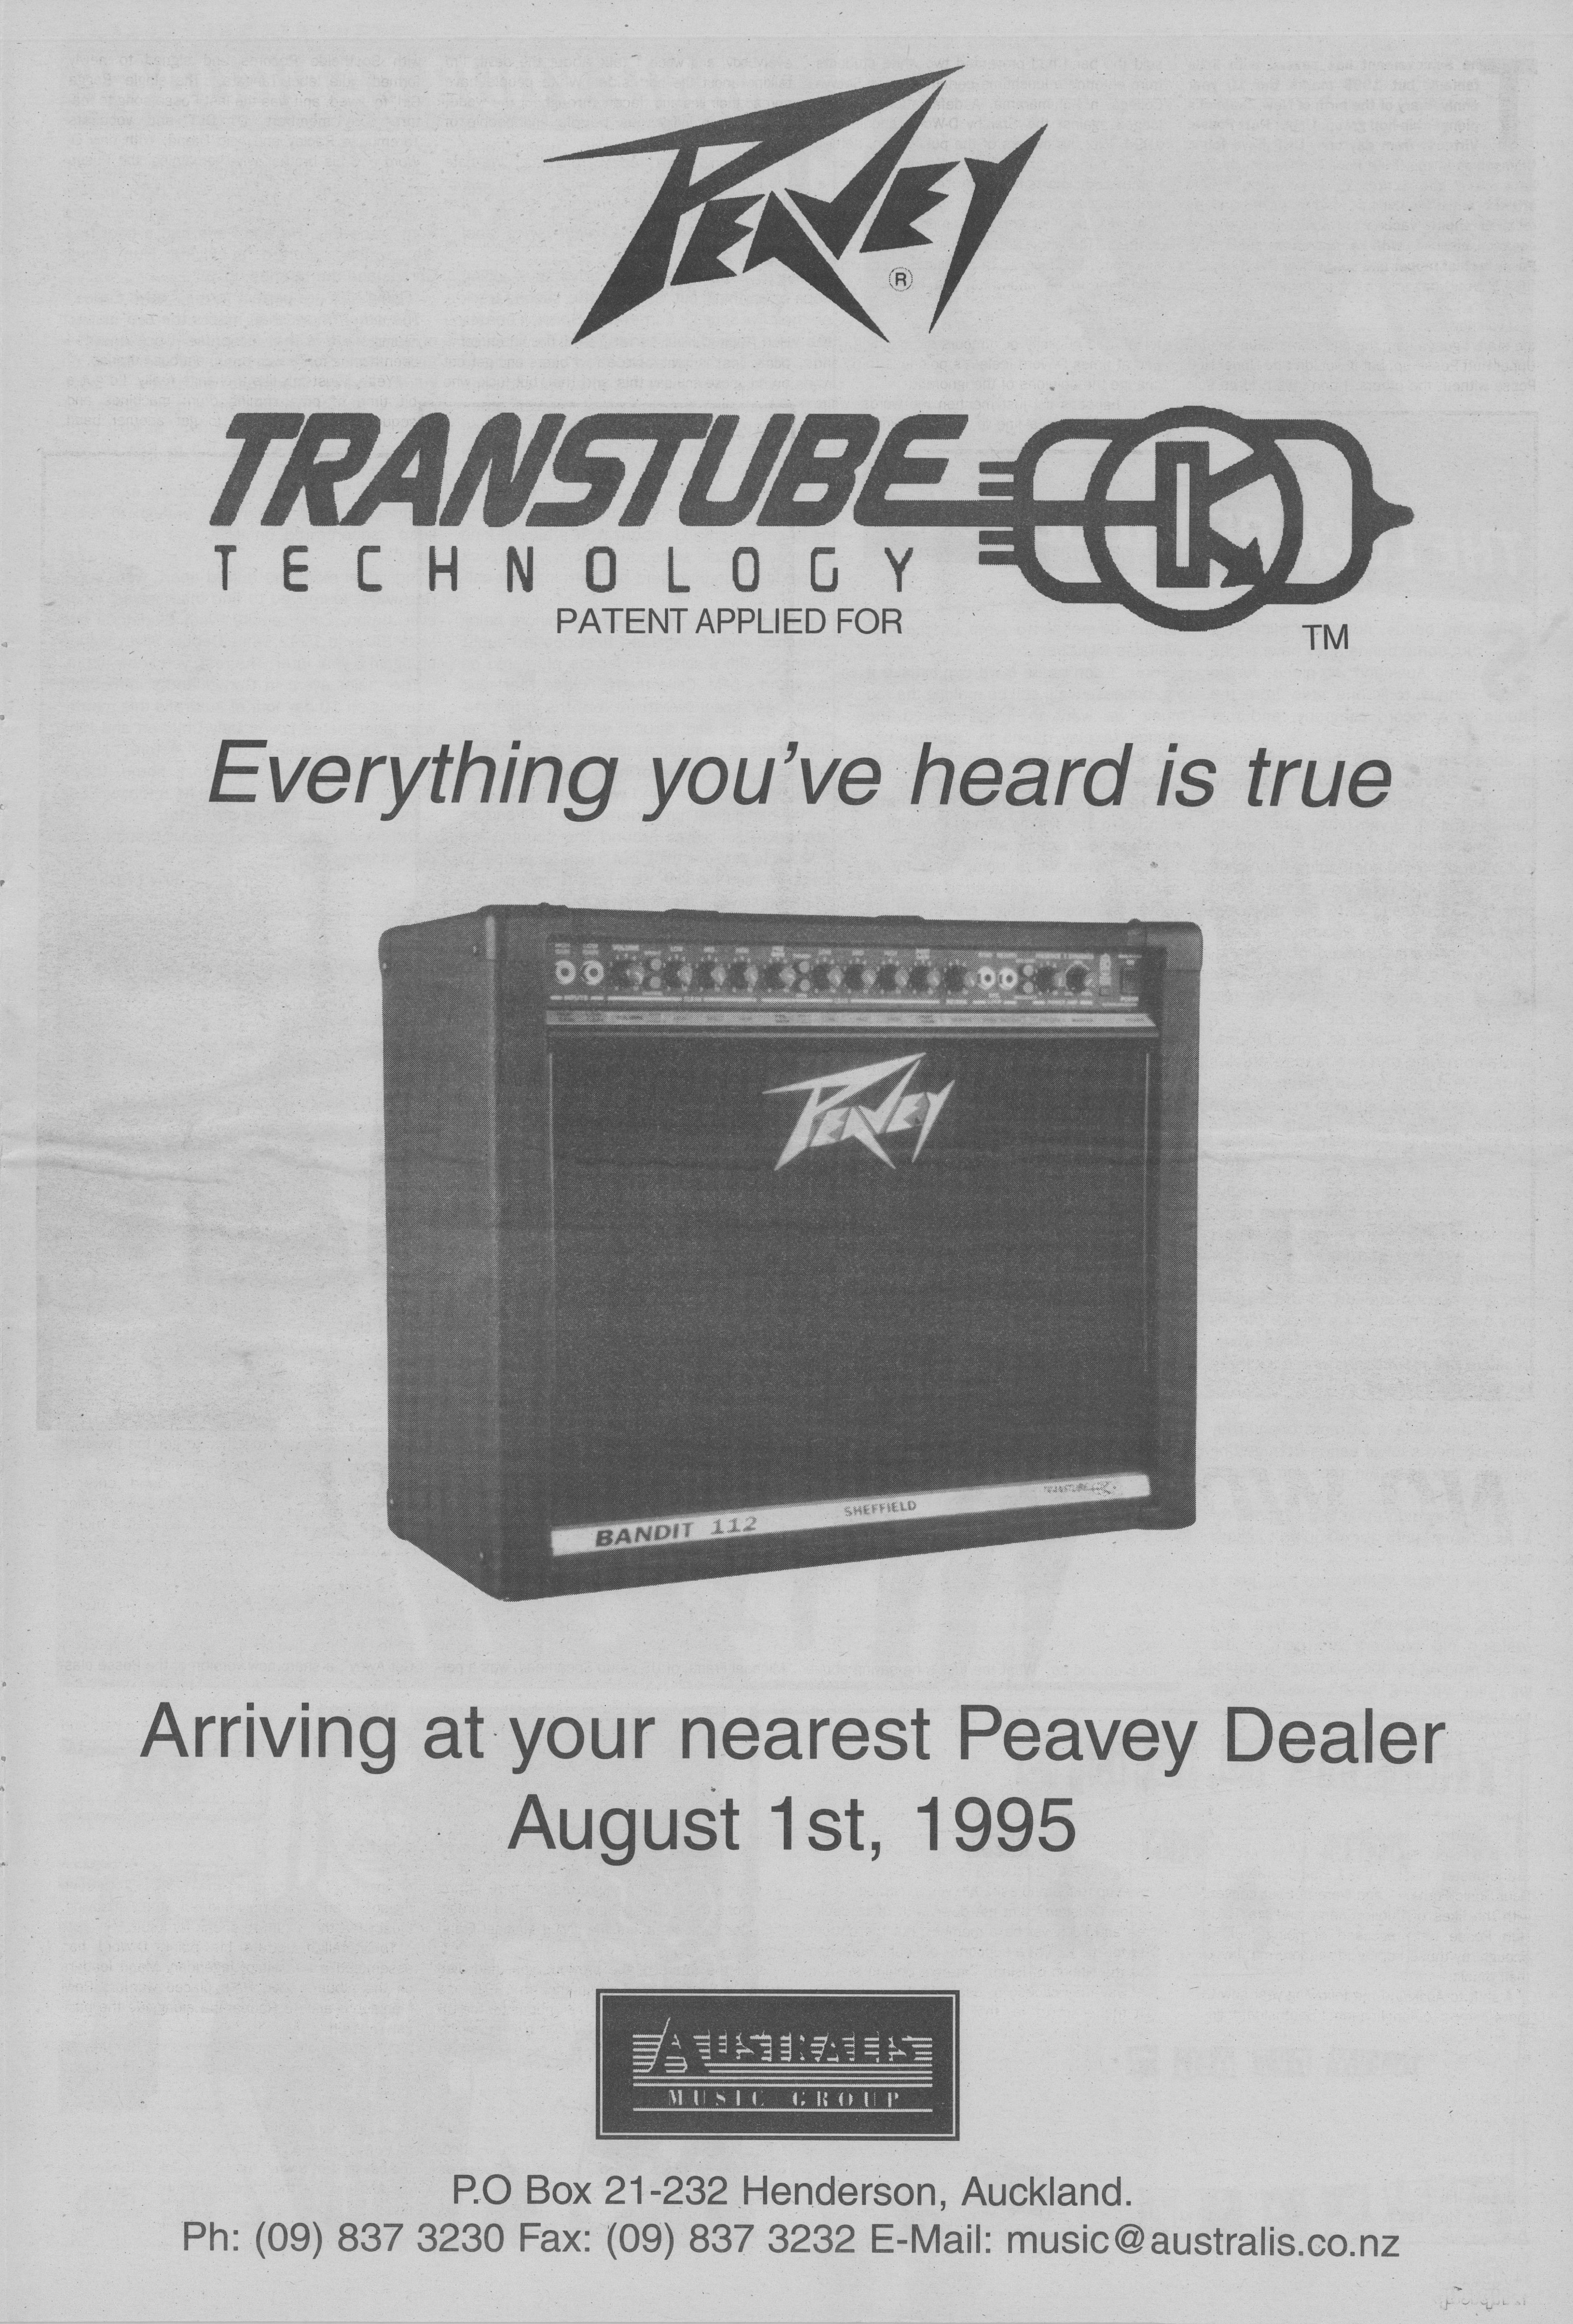 PEAVEY
®
TRANSTUBE
TECHNOLOGY
PATENT APPLIED FOR
TM
Everything you've heard is true
PEAVEY
BANDIT 112
SHEFFIELD
TRANSTUBE
Arriving at your nearest Peavey Dealer
August 1st, 1995
AUSTRALIS
MUSIC GROUP
P.O Box 21-232 Henderson, Auckland.
Ph: (09) 837 3230 Fax: (09) 837 3232 E-Mail: music@australis.co.nz